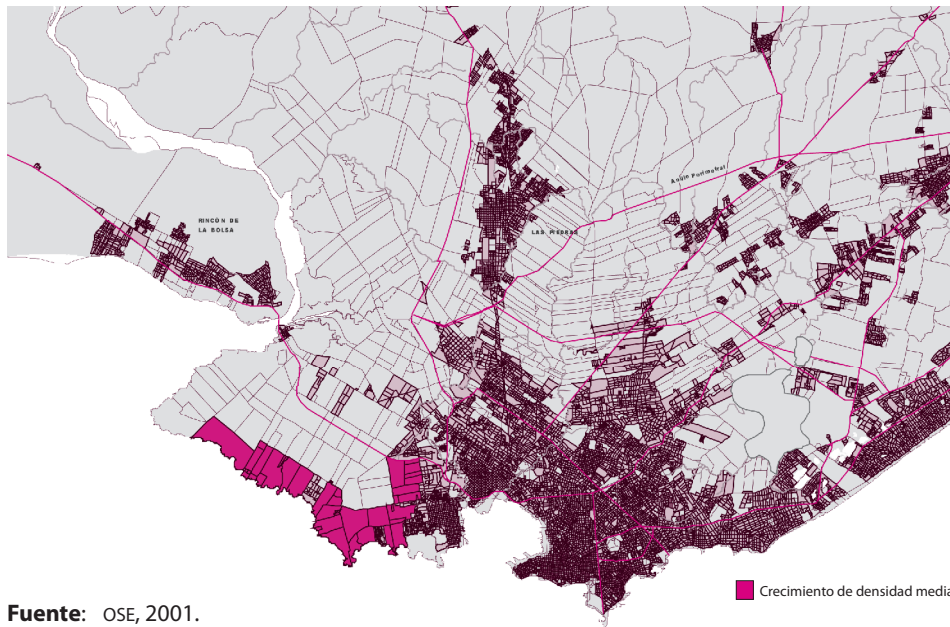 Anillo Perimetral
RINCÓN DE
LA BOLSA
LAS PIEDRAS
Crecimiento de densidad media
Fuente: OSE, 2001.